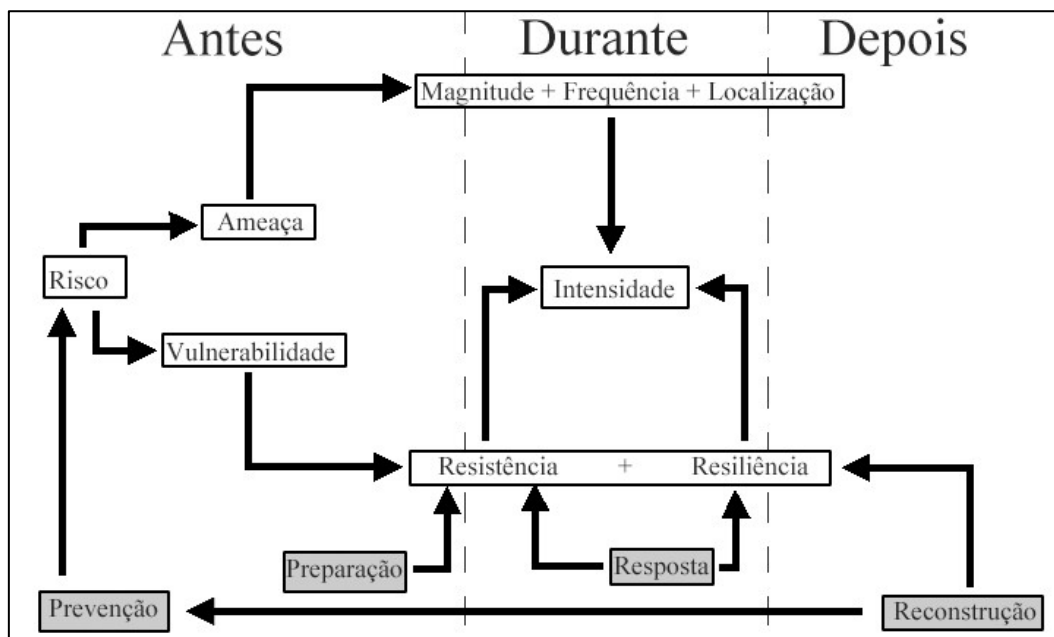 Antes Durante Depois
Magnitude + Frequência + Localização
Ameaça
Risco
Intensidade
Vulnerabilidade
Resistência + Resiliência
Preparação
Resposta
Prevenção
Reconstrução